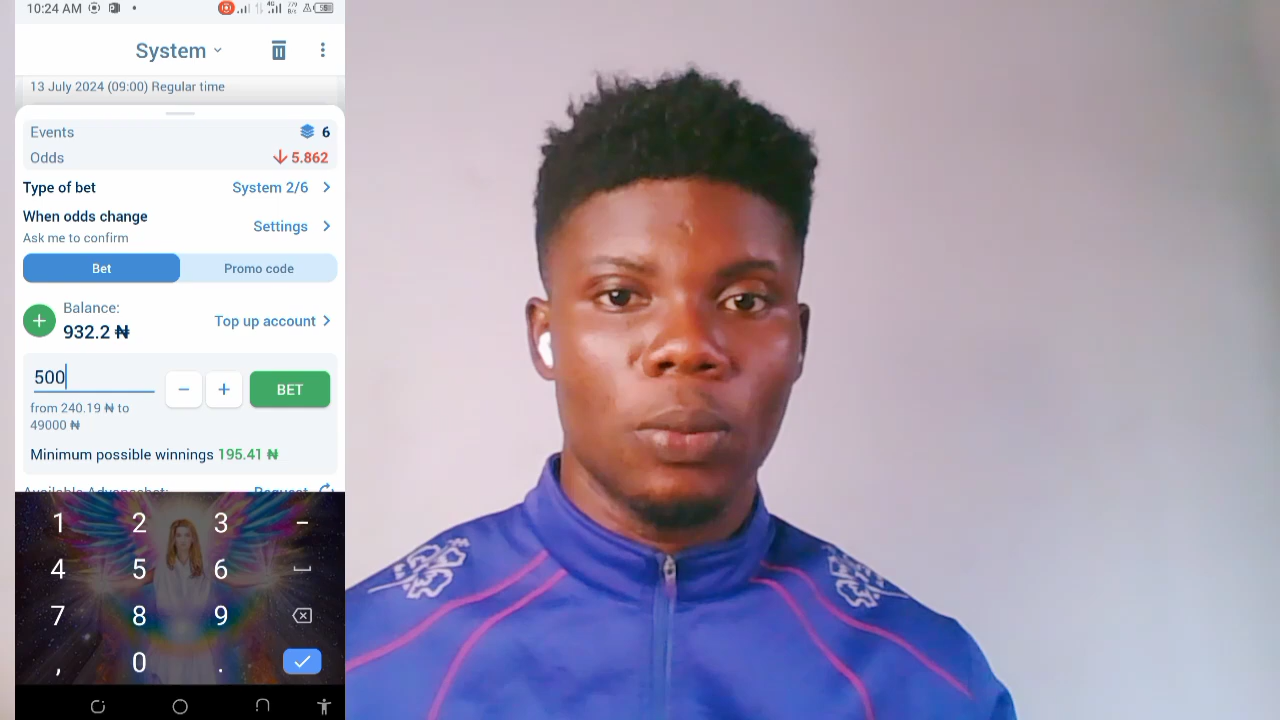 10:24 AM
System
13 July 2024 (09:00) Regular time
Events 6
Odds 5.862
Type of bet System 2/6
When odds change
Settings
Ask me to confirm
Bet Promo code
Balance:
932.2 ₦
Top up account
500
− + BET
from 240.19 ₦ to
49000 ₦
Minimum possible winnings 195.41 ₦
1 2 3 −
4 5 6
7 8 9
, 0 .